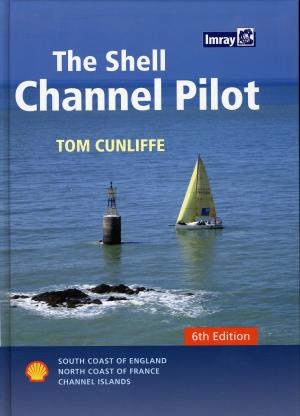 Imray
The Shell
Channel Pilot
TOM CUNLIFFE
6th Edition
SOUTH COAST OF ENGLAND
NORTH COAST OF FRANCE
CHANNEL ISLANDS